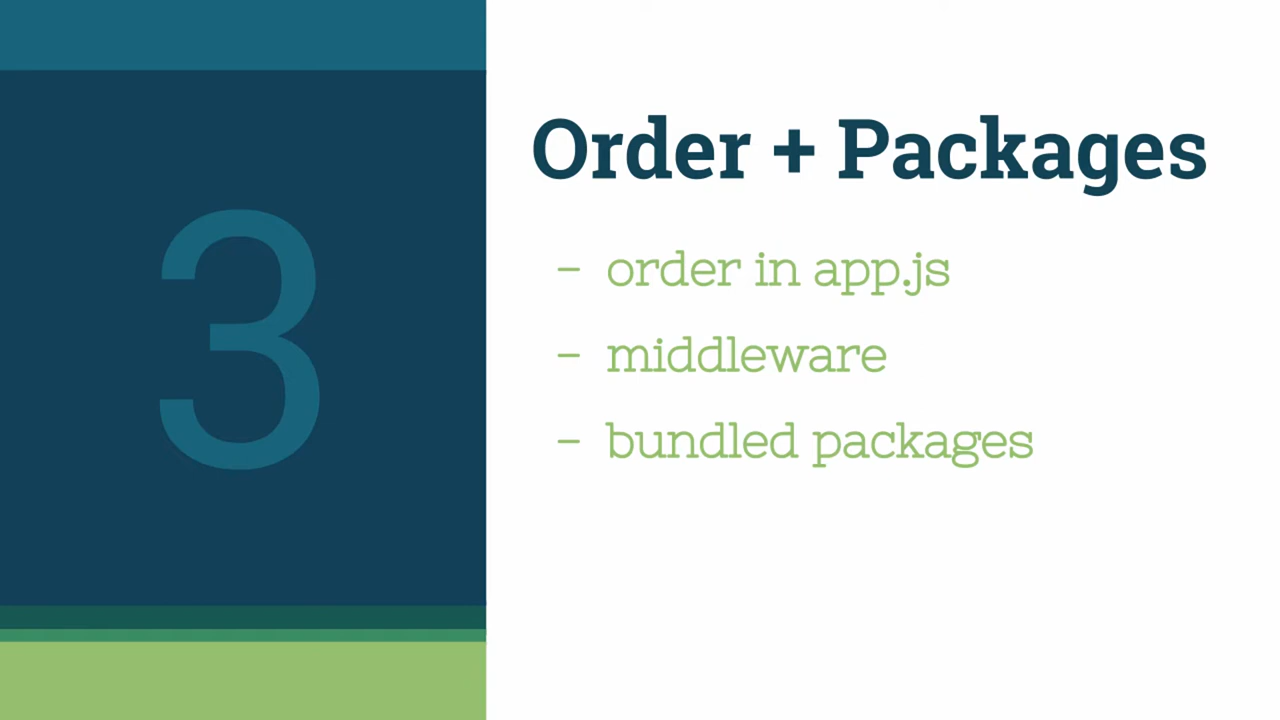 3
Order + Packages
- order in app.js
- middleware
- bundled packages